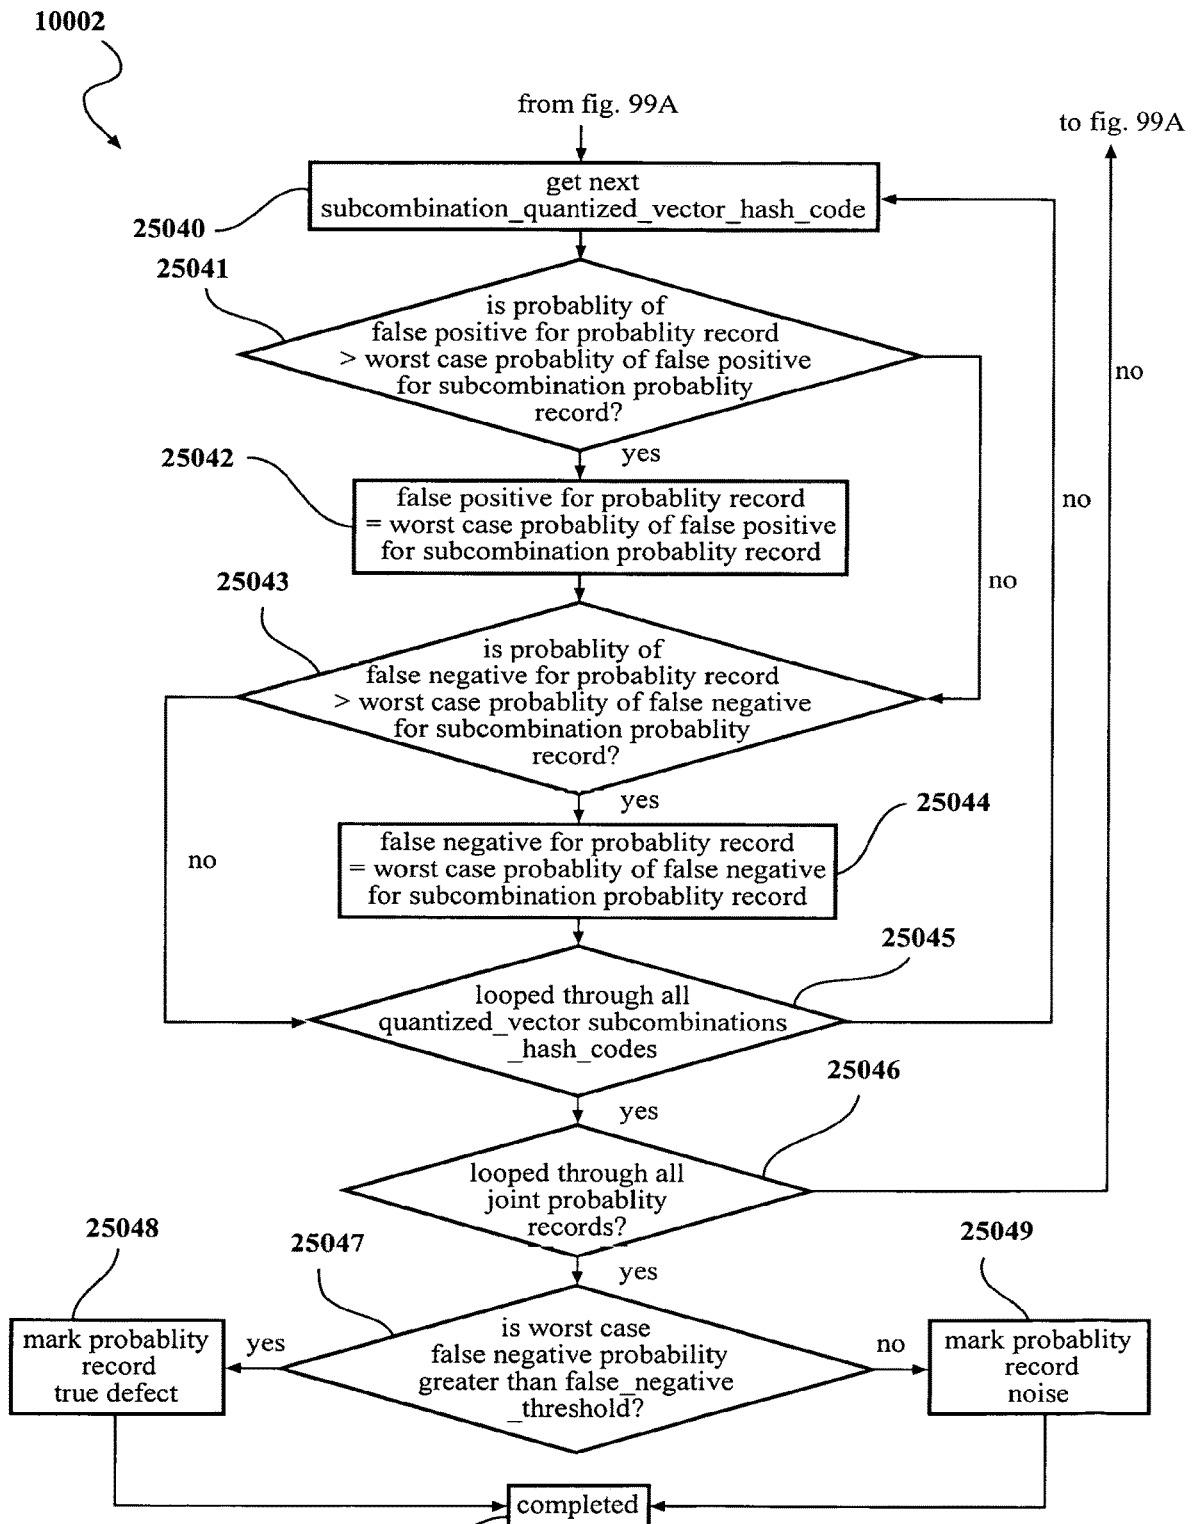 10002
from fig. 99A
to fig. 99A
get next
subcombination_quantized_vector_hash_code
25040
25041
is probablity of
false positive for probablity record
> worst case probablity of false positive
for subcombination probablity
record?
no
yes
25042
false positive for probablity record
= worst case probablity of false positive
for subcombination probablity record
no
no
25043
is probablity of
false negative for probablity record
> worst case probablity of false negative
for subcombination probablity
record?
yes
25044
no
false negative for probablity record
= worst case probablity of false negative
for subcombination probablity record
25045
looped through all
quantized_vector subcombinations
_hash_codes
yes
25046
looped through all
joint probablity
records?
yes
25048
25047
25049
mark probablity
record
true defect
yes
is worst case
false negative probability
greater than false_negative
_threshold?
no
mark probablity
record
noise
completed